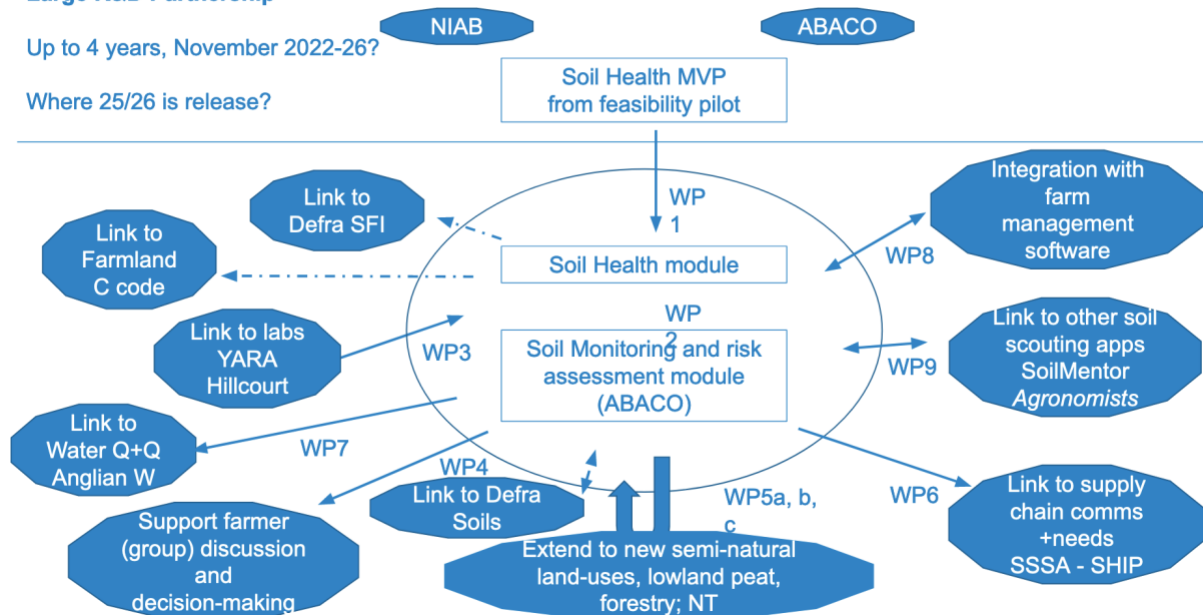 Large R&D Partnership
Up to 4 years, November 2022-26?
Where 25/26 is release?
NIAB
ABACO
Soil Health MVP
from feasibility pilot
WP
1
Link to
Defra SFI
Link to
Farmland
C code
Soil Health module
Integration with
farm
management
software
WP8
WP
2
Link to labs
YARA
Hillcourt
WP3
Soil Monitoring and risk
assessment module
(ABACO)
Link to other soil
scouting apps
SoilMentor
Agronomists
WP9
Link to
Water Q+Q
Anglian W
WP7
WP4
Link to Defra
Soils
WP5a, b,
c
WP6
Link to supply
chain comms
+needs
SSSA - SHIP
Support farmer
(group) discussion
and
decision-making
Extend to new semi-natural
land-uses, lowland peat,
forestry; NT